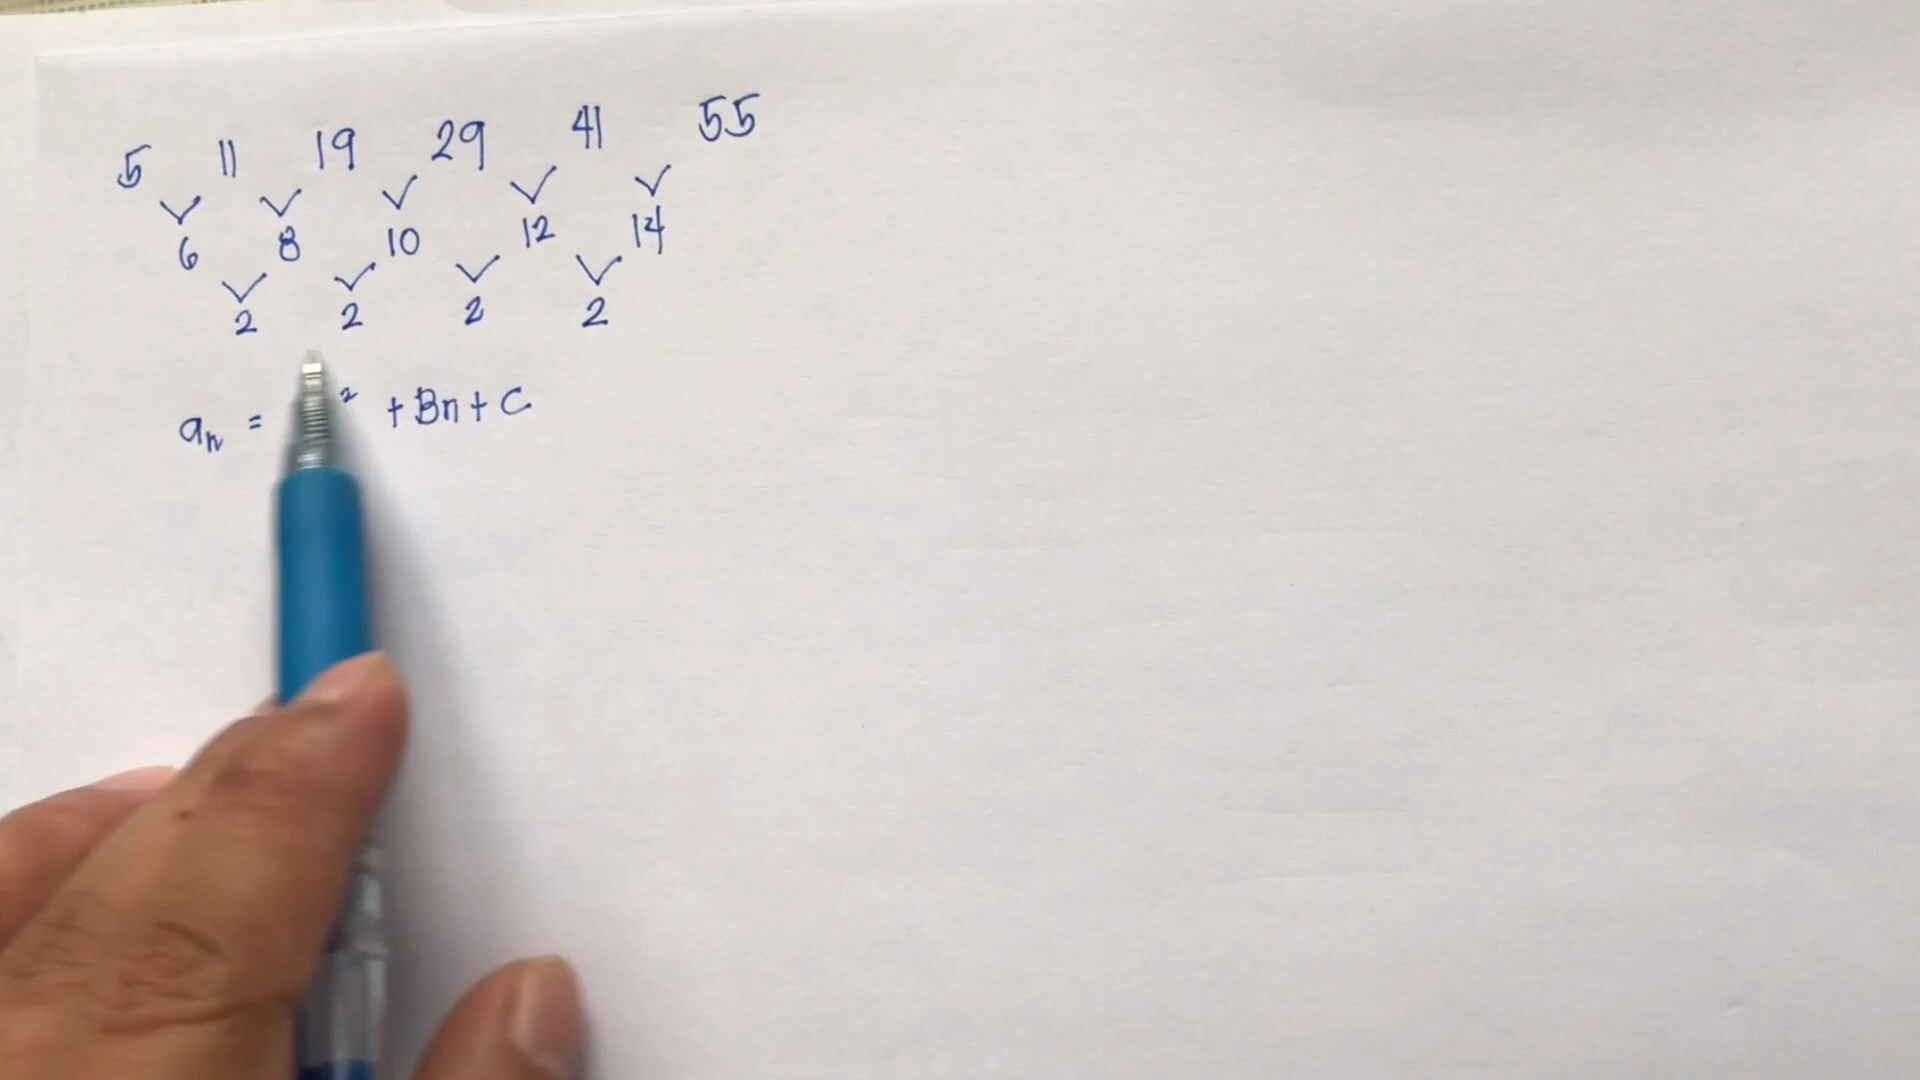 5 11 19 29 41 55
6 8 10 12 14
2 2 2 2
aₙ = ² + Bn + C